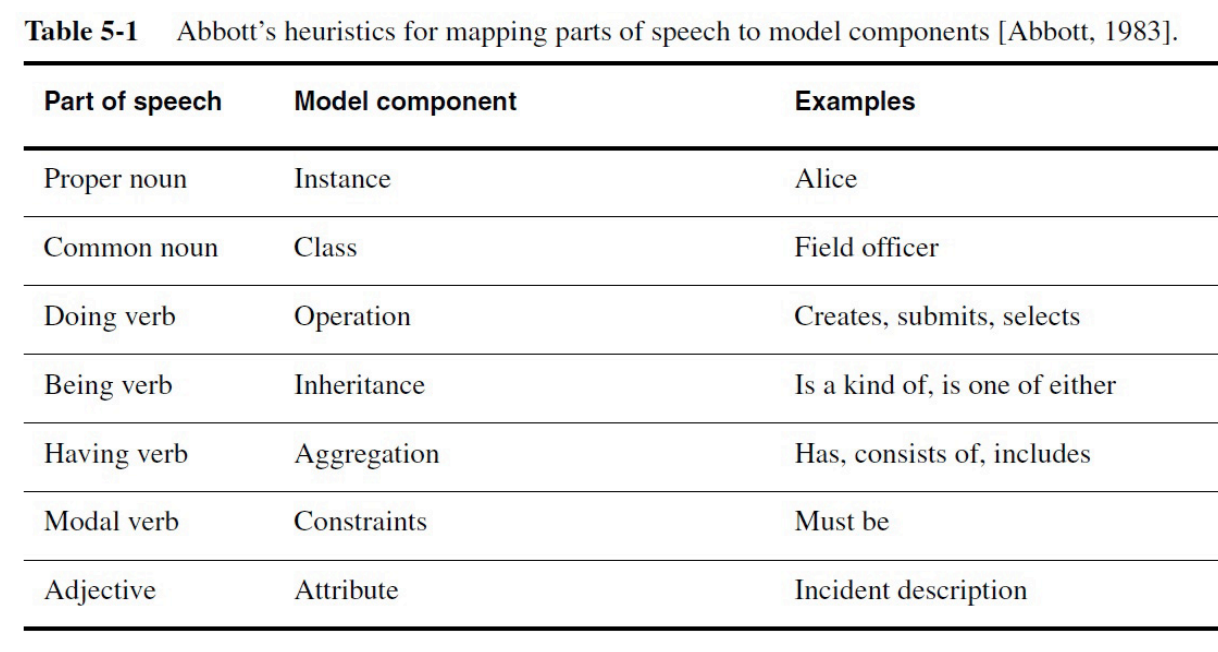 Table 5-1 Abbott’s heuristics for mapping parts of speech to model components [Abbott, 1983].
Part of speech Model component Examples
Proper noun Instance Alice
Common noun Class Field officer
Doing verb Operation Creates, submits, selects
Being verb Inheritance Is a kind of, is one of either
Having verb Aggregation Has, consists of, includes
Modal verb Constraints Must be
Adjective Attribute Incident description